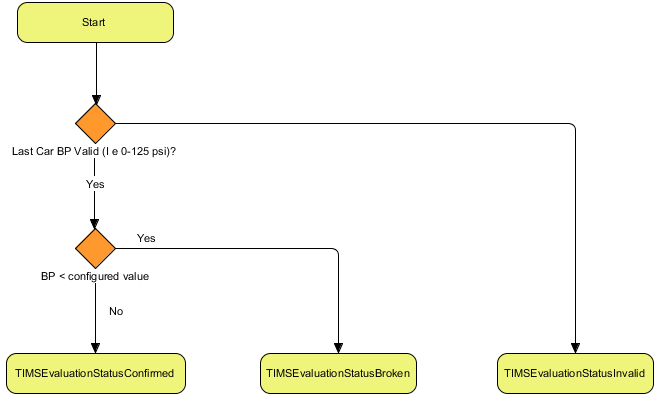 Start
Last Car BP Valid (I e 0-125 psi)?
Yes
Yes
BP < configured value
No
TIMSEvaluationStatusConfirmed
TIMSEvaluationStatusBroken
TIMSEvaluationStatusInvalid